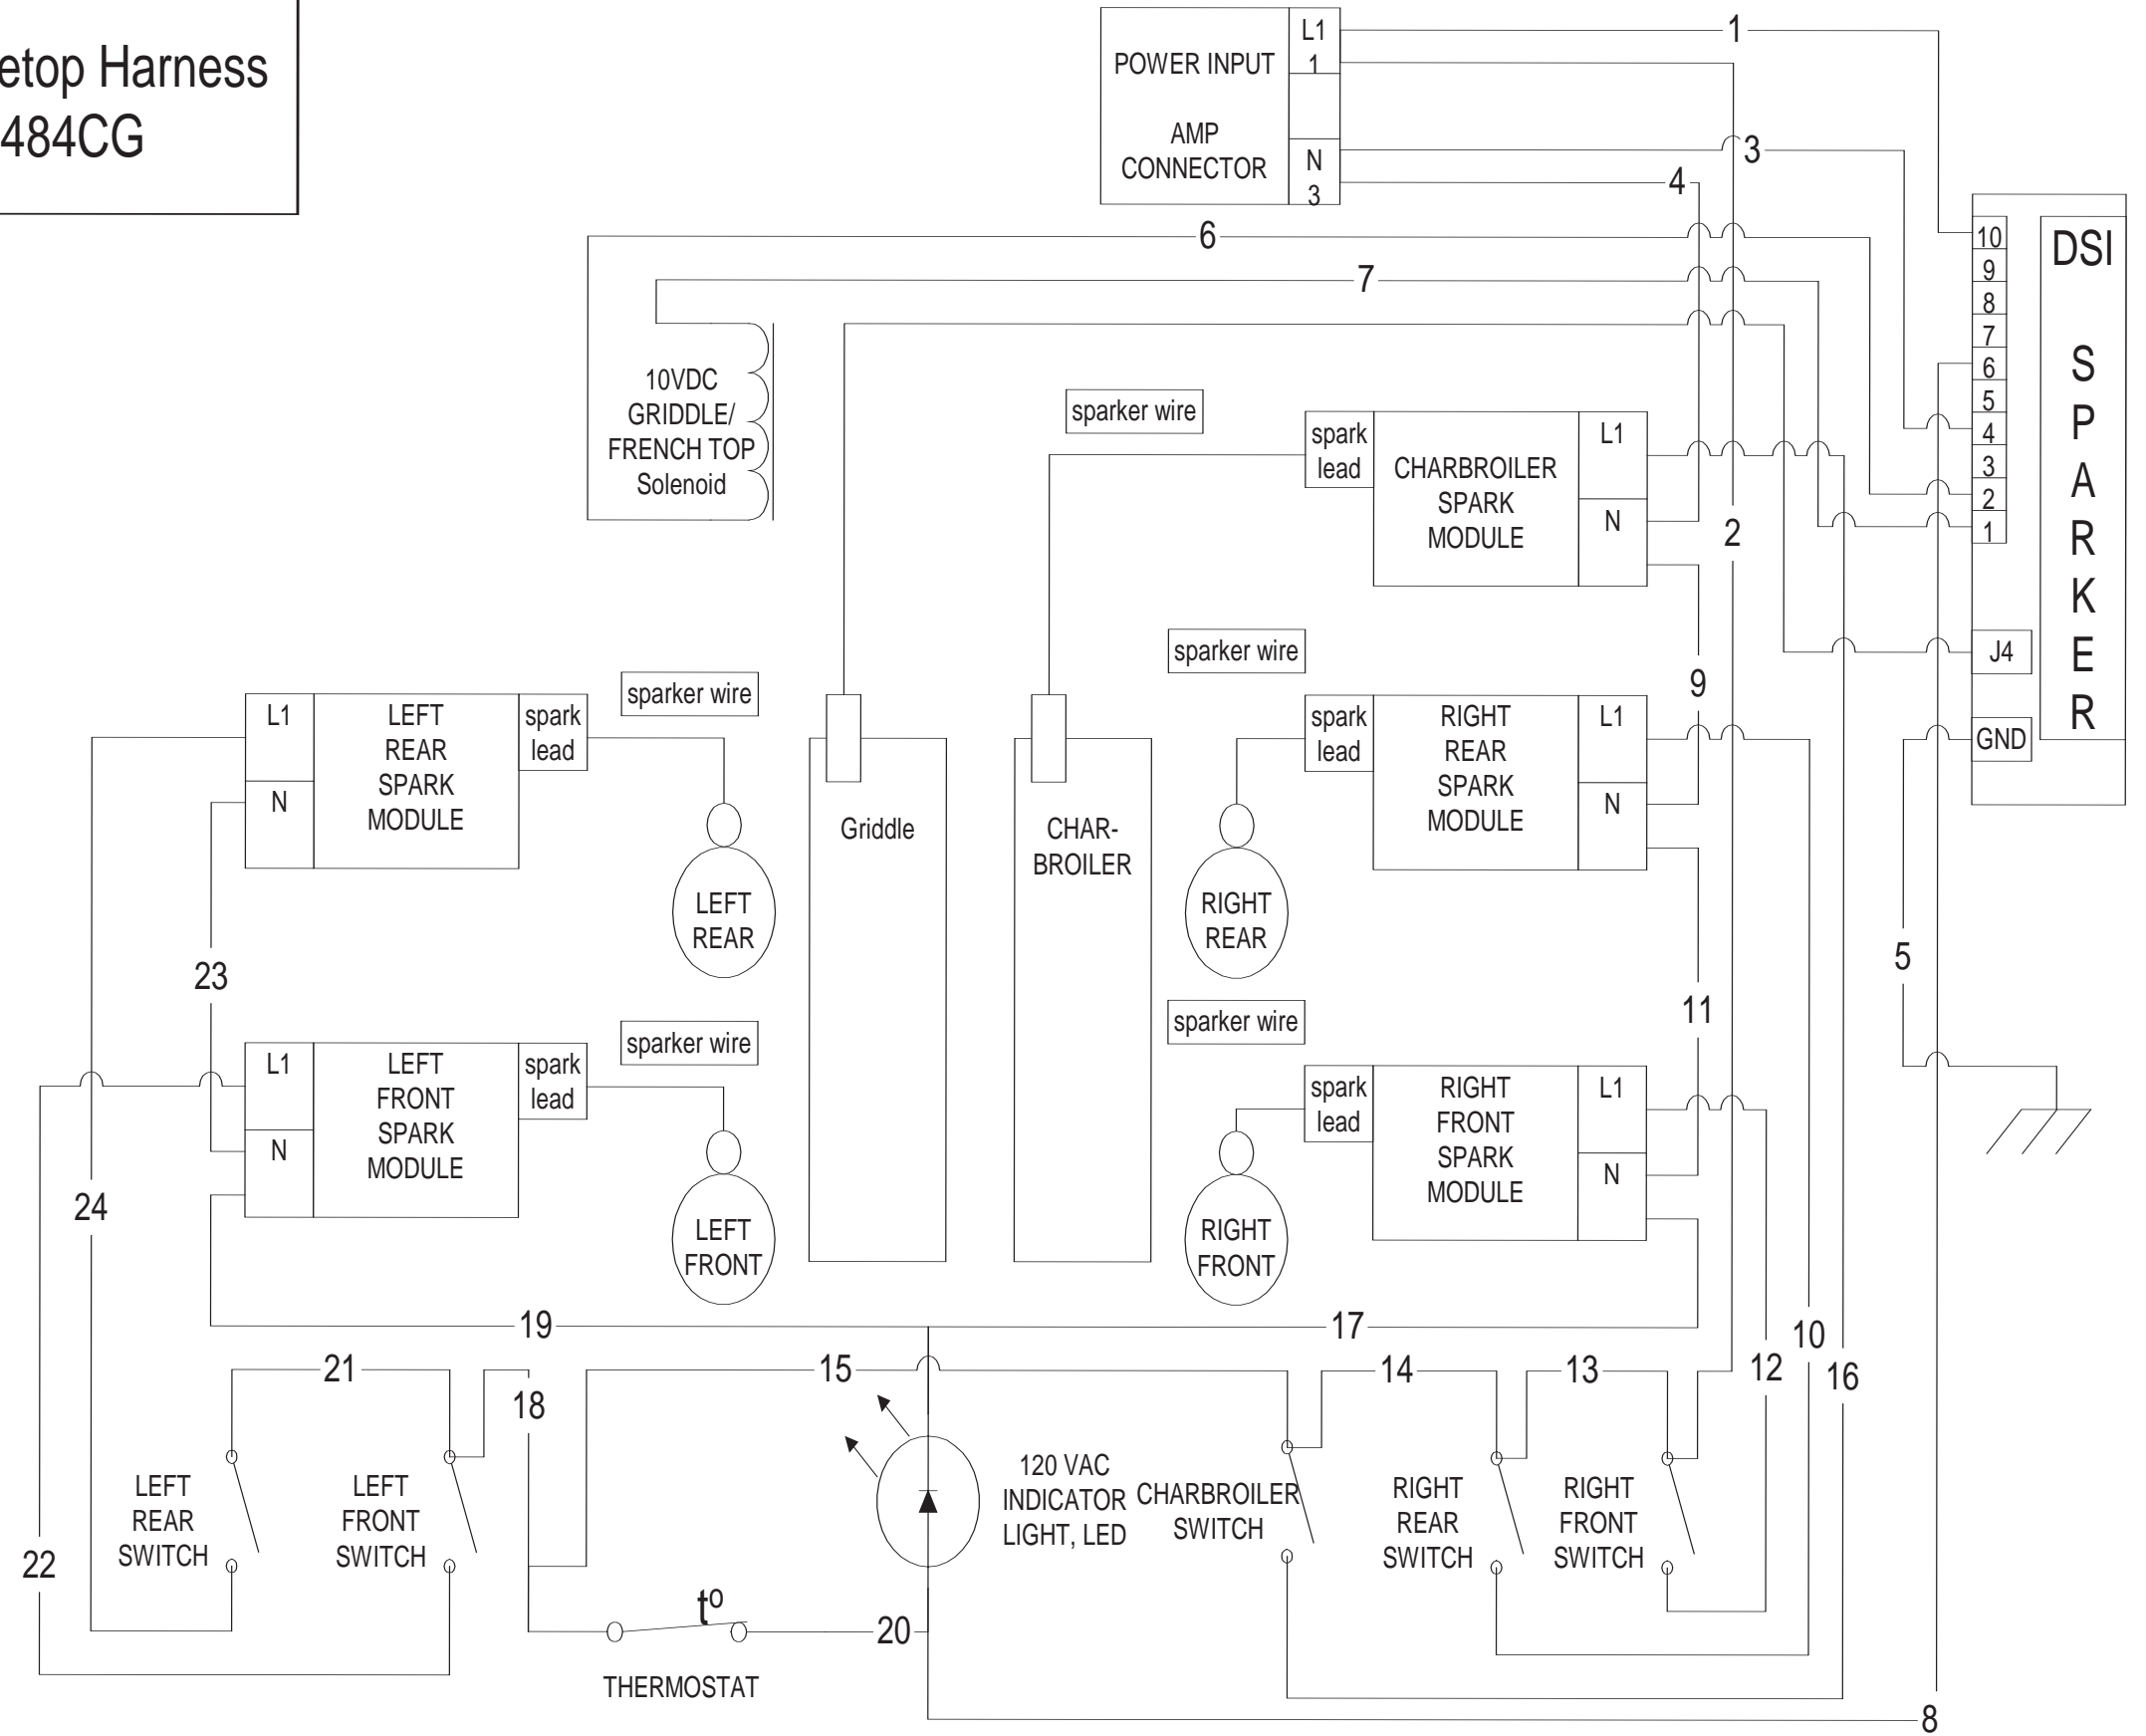 etop Harness
484CG
POWER INPUT
AMP
CONNECTOR
L1
1
N
3
1
3
4
6
7
2
10
9
8
7
6
5
4
3
2
1
J4
GND
DSI
S
P
A
R
K
E
R
10VDC
GRIDDLE/
FRENCH TOP
Solenoid
sparker wire
spark
lead
CHARBROILER
SPARK
MODULE
L1
N
9
sparker wire
spark
lead
RIGHT
REAR
SPARK
MODULE
L1
N
L1
N
LEFT
REAR
SPARK
MODULE
spark
lead
sparker wire
LEFT
REAR
Griddle
CHAR-
BROILER
RIGHT
REAR
5
23
11
L1
N
LEFT
FRONT
SPARK
MODULE
spark
lead
sparker wire
LEFT
FRONT
sparker wire
spark
lead
RIGHT
FRONT
SPARK
MODULE
L1
N
RIGHT
FRONT
24
19
17
10
21
18
15
14
13
12
16
22
LEFT
REAR
SWITCH
LEFT
FRONT
SWITCH
120 VAC
INDICATOR
LIGHT, LED
CHARBROILER
SWITCH
RIGHT
REAR
SWITCH
RIGHT
FRONT
SWITCH
tº
20
THERMOSTAT
8